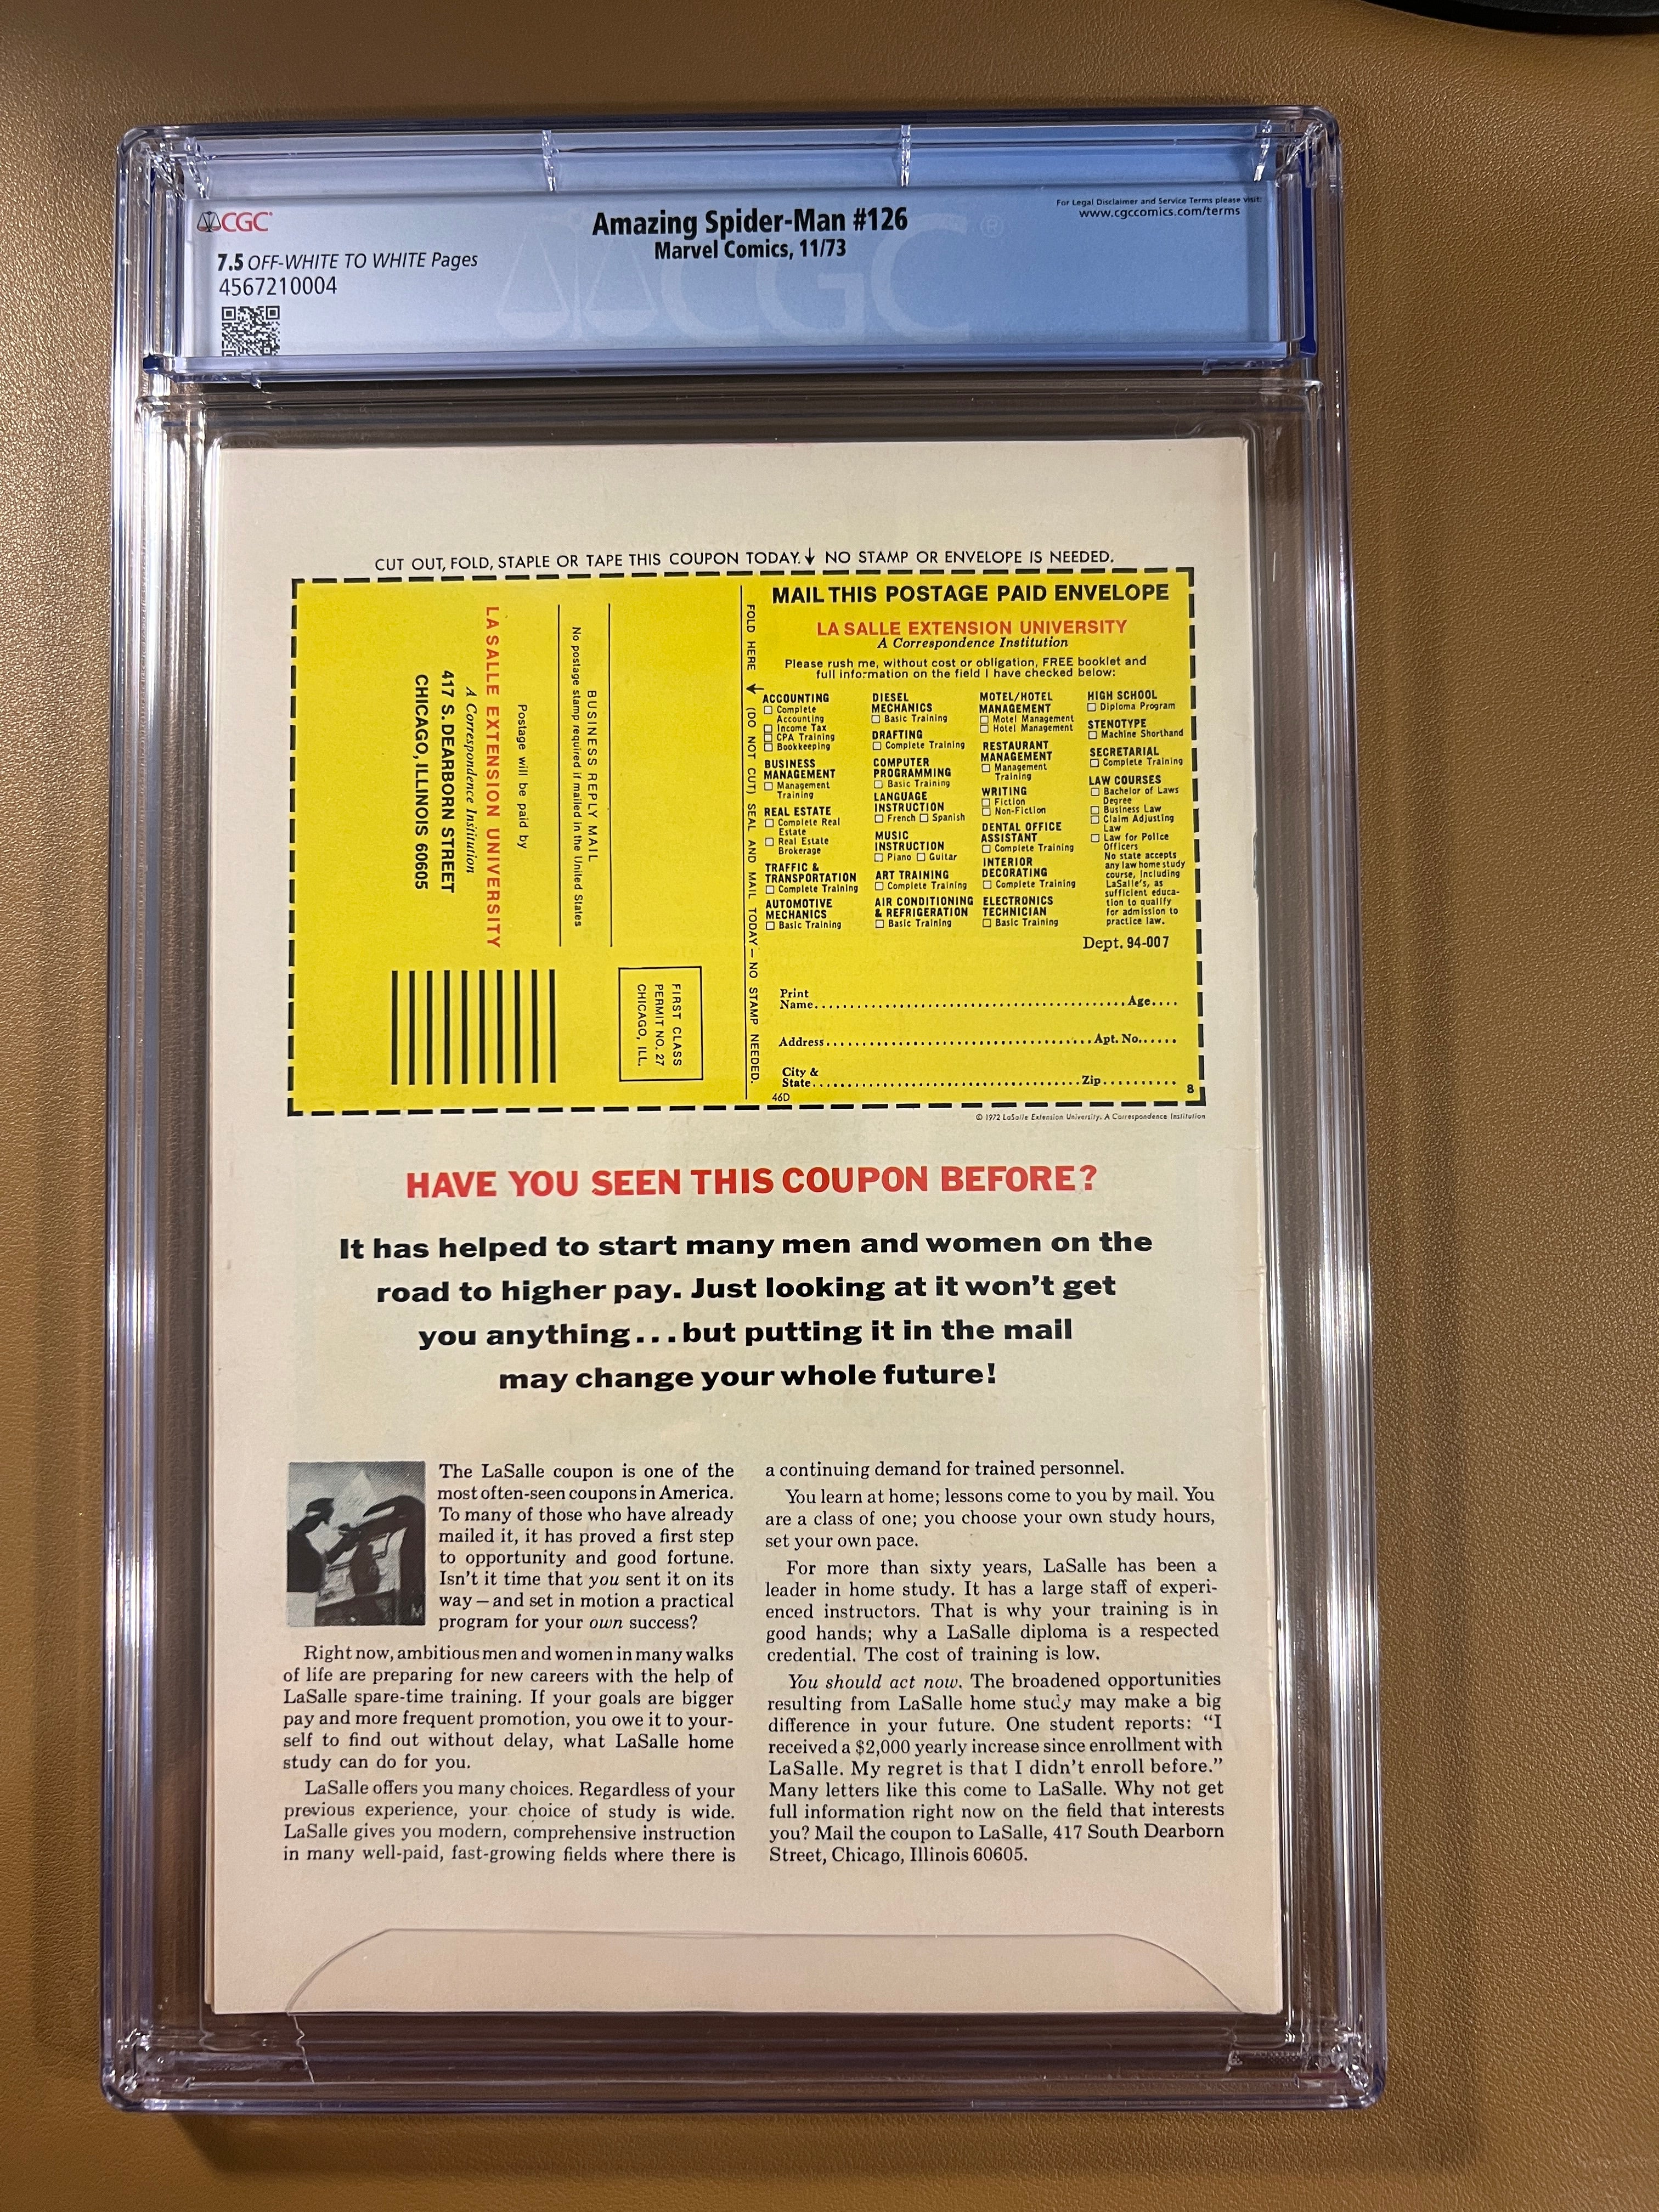 CGC
Amazing Spider-Man #126
Marvel Comics, 11/73
For Legal Disclaimer and Service Terms please visit:
www.cgccomics.com/terms
7.5 OFF-WHITE TO WHITE Pages
4567210004
CGC
CUT OUT, FOLD, STAPLE OR TAPE THIS COUPON TODAY. ↓ NO STAMP OR ENVELOPE IS NEEDED.
BUSINESS REPLY MAIL
No postage stamp required if mailed in the United States
Postage will be paid by
LA SALLE EXTENSION UNIVERSITY
A Correspondence Institution
417 S. DEARBORN STREET
CHICAGO, ILLINOIS 60605
FIRST CLASS
PERMIT NO. 27
CHICAGO, ILL.
FOLD HERE ↓ (DO NOT CUT) SEAL AND MAIL TODAY — NO STAMP NEEDED.
MAIL THIS POSTAGE PAID ENVELOPE
LA SALLE EXTENSION UNIVERSITY
A Correspondence Institution
Please rush me, without cost or obligation, FREE booklet and
full information on the field I have checked below:
ACCOUNTING
☐ Complete
Accounting
☐ Income Tax
☐ CPA Training
☐ Bookkeeping
BUSINESS
MANAGEMENT
☐ Management
Training
REAL ESTATE
☐ Complete Real
Estate
☐ Real Estate
Brokerage
TRAFFIC &
TRANSPORTATION
☐ Complete Training
AUTOMOTIVE
MECHANICS
☐ Basic Training
DIESEL
MECHANICS
☐ Basic Training
DRAFTING
☐ Complete Training
COMPUTER
PROGRAMMING
☐ Basic Training
LANGUAGE
INSTRUCTION
☐ French ☐ Spanish
MUSIC
INSTRUCTION
☐ Piano ☐ Guitar
ART TRAINING
☐ Complete Training
AIR CONDITIONING
& REFRIGERATION
☐ Basic Training
MOTEL/HOTEL
MANAGEMENT
☐ Motel Management
☐ Hotel Management
RESTAURANT
MANAGEMENT
☐ Management
Training
WRITING
☐ Fiction
☐ Non-Fiction
DENTAL OFFICE
ASSISTANT
☐ Complete Training
INTERIOR
DECORATING
☐ Complete Training
ELECTRONICS
TECHNICIAN
☐ Basic Training
HIGH SCHOOL
☐ Diploma Program
STENOTYPE
☐ Machine Shorthand
SECRETARIAL
☐ Complete Training
LAW COURSES
☐ Bachelor of Laws
Degree
☐ Business Law
☐ Claim Adjusting
Law
☐ Law for Police
Officers
No state accepts
any law home study
course, including
LaSalle's, as
sufficient educa-
tion to qualify
for admission to
practice law.
Dept. 94-007
Print
Name.......... Age....
Address.......... Apt. No......
City &
State.......... Zip..........
46D
8
© 1972 LaSalle Extension University. A Correspondence Institution
HAVE YOU SEEN THIS COUPON BEFORE?
It has helped to start many men and women on the
road to higher pay. Just looking at it won't get
you anything...but putting it in the mail
may change your whole future!
The LaSalle coupon is one of the
most often-seen coupons in America.
To many of those who have already
mailed it, it has proved a first step
to opportunity and good fortune.
Isn't it time that you sent it on its
way—and set in motion a practical
program for your own success?
Right now, ambitious men and women in many walks
of life are preparing for new careers with the help of
LaSalle spare-time training. If your goals are bigger
pay and more frequent promotion, you owe it to your-
self to find out without delay, what LaSalle home
study can do for you.
LaSalle offers you many choices. Regardless of your
previous experience, your choice of study is wide.
LaSalle gives you modern, comprehensive instruction
in many well-paid, fast-growing fields where there is
a continuing demand for trained personnel.
You learn at home; lessons come to you by mail. You
are a class of one; you choose your own study hours,
set your own pace.
For more than sixty years, LaSalle has been a
leader in home study. It has a large staff of experi-
enced instructors. That is why your training is in
good hands; why a LaSalle diploma is a respected
credential. The cost of training is low.
You should act now. The broadened opportunities
resulting from LaSalle home study may make a big
difference in your future. One student reports: "I
received a $2,000 yearly increase since enrollment with
LaSalle. My regret is that I didn't enroll before."
Many letters like this come to LaSalle. Why not get
full information right now on the field that interests
you? Mail the coupon to LaSalle, 417 South Dearborn
Street, Chicago, Illinois 60605.